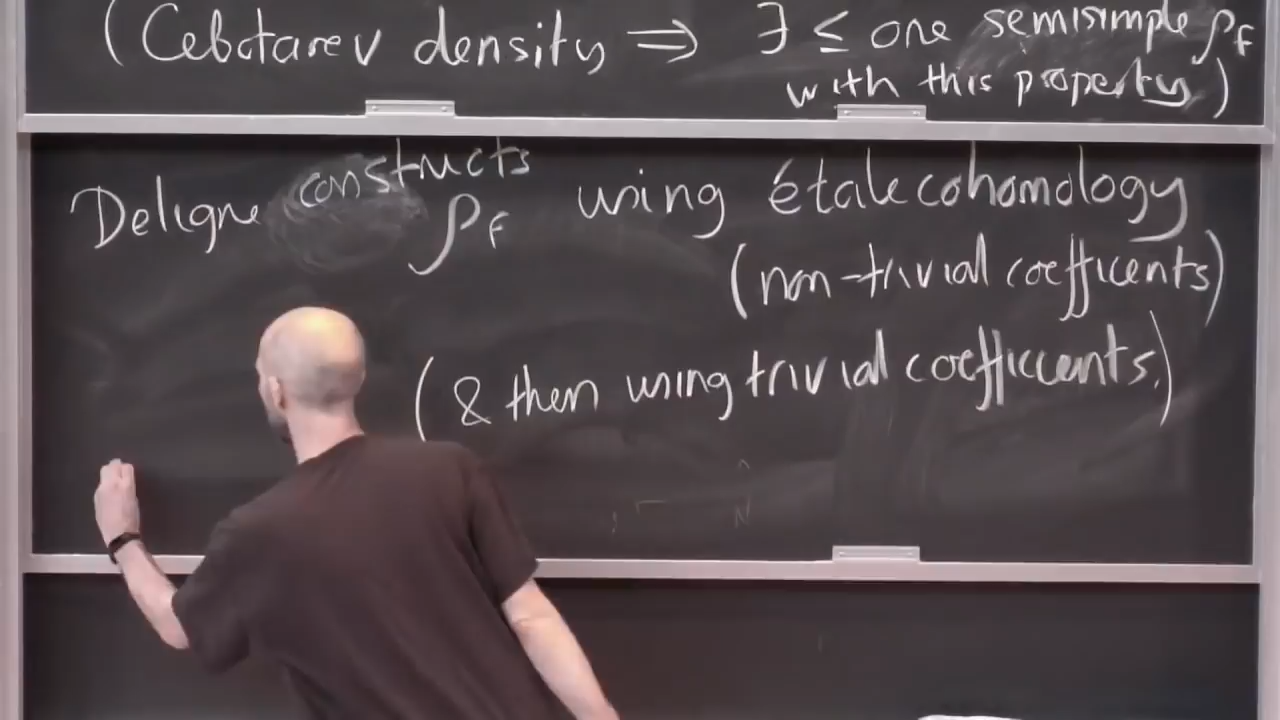 (Cebotarev density ⇒ ∃ ≤ one semisimple ρ_f
with this property)
Deligne constructs ρ_f using étale cohomology
(non-trivial coefficents)
(& then using trivial coefficcents.)